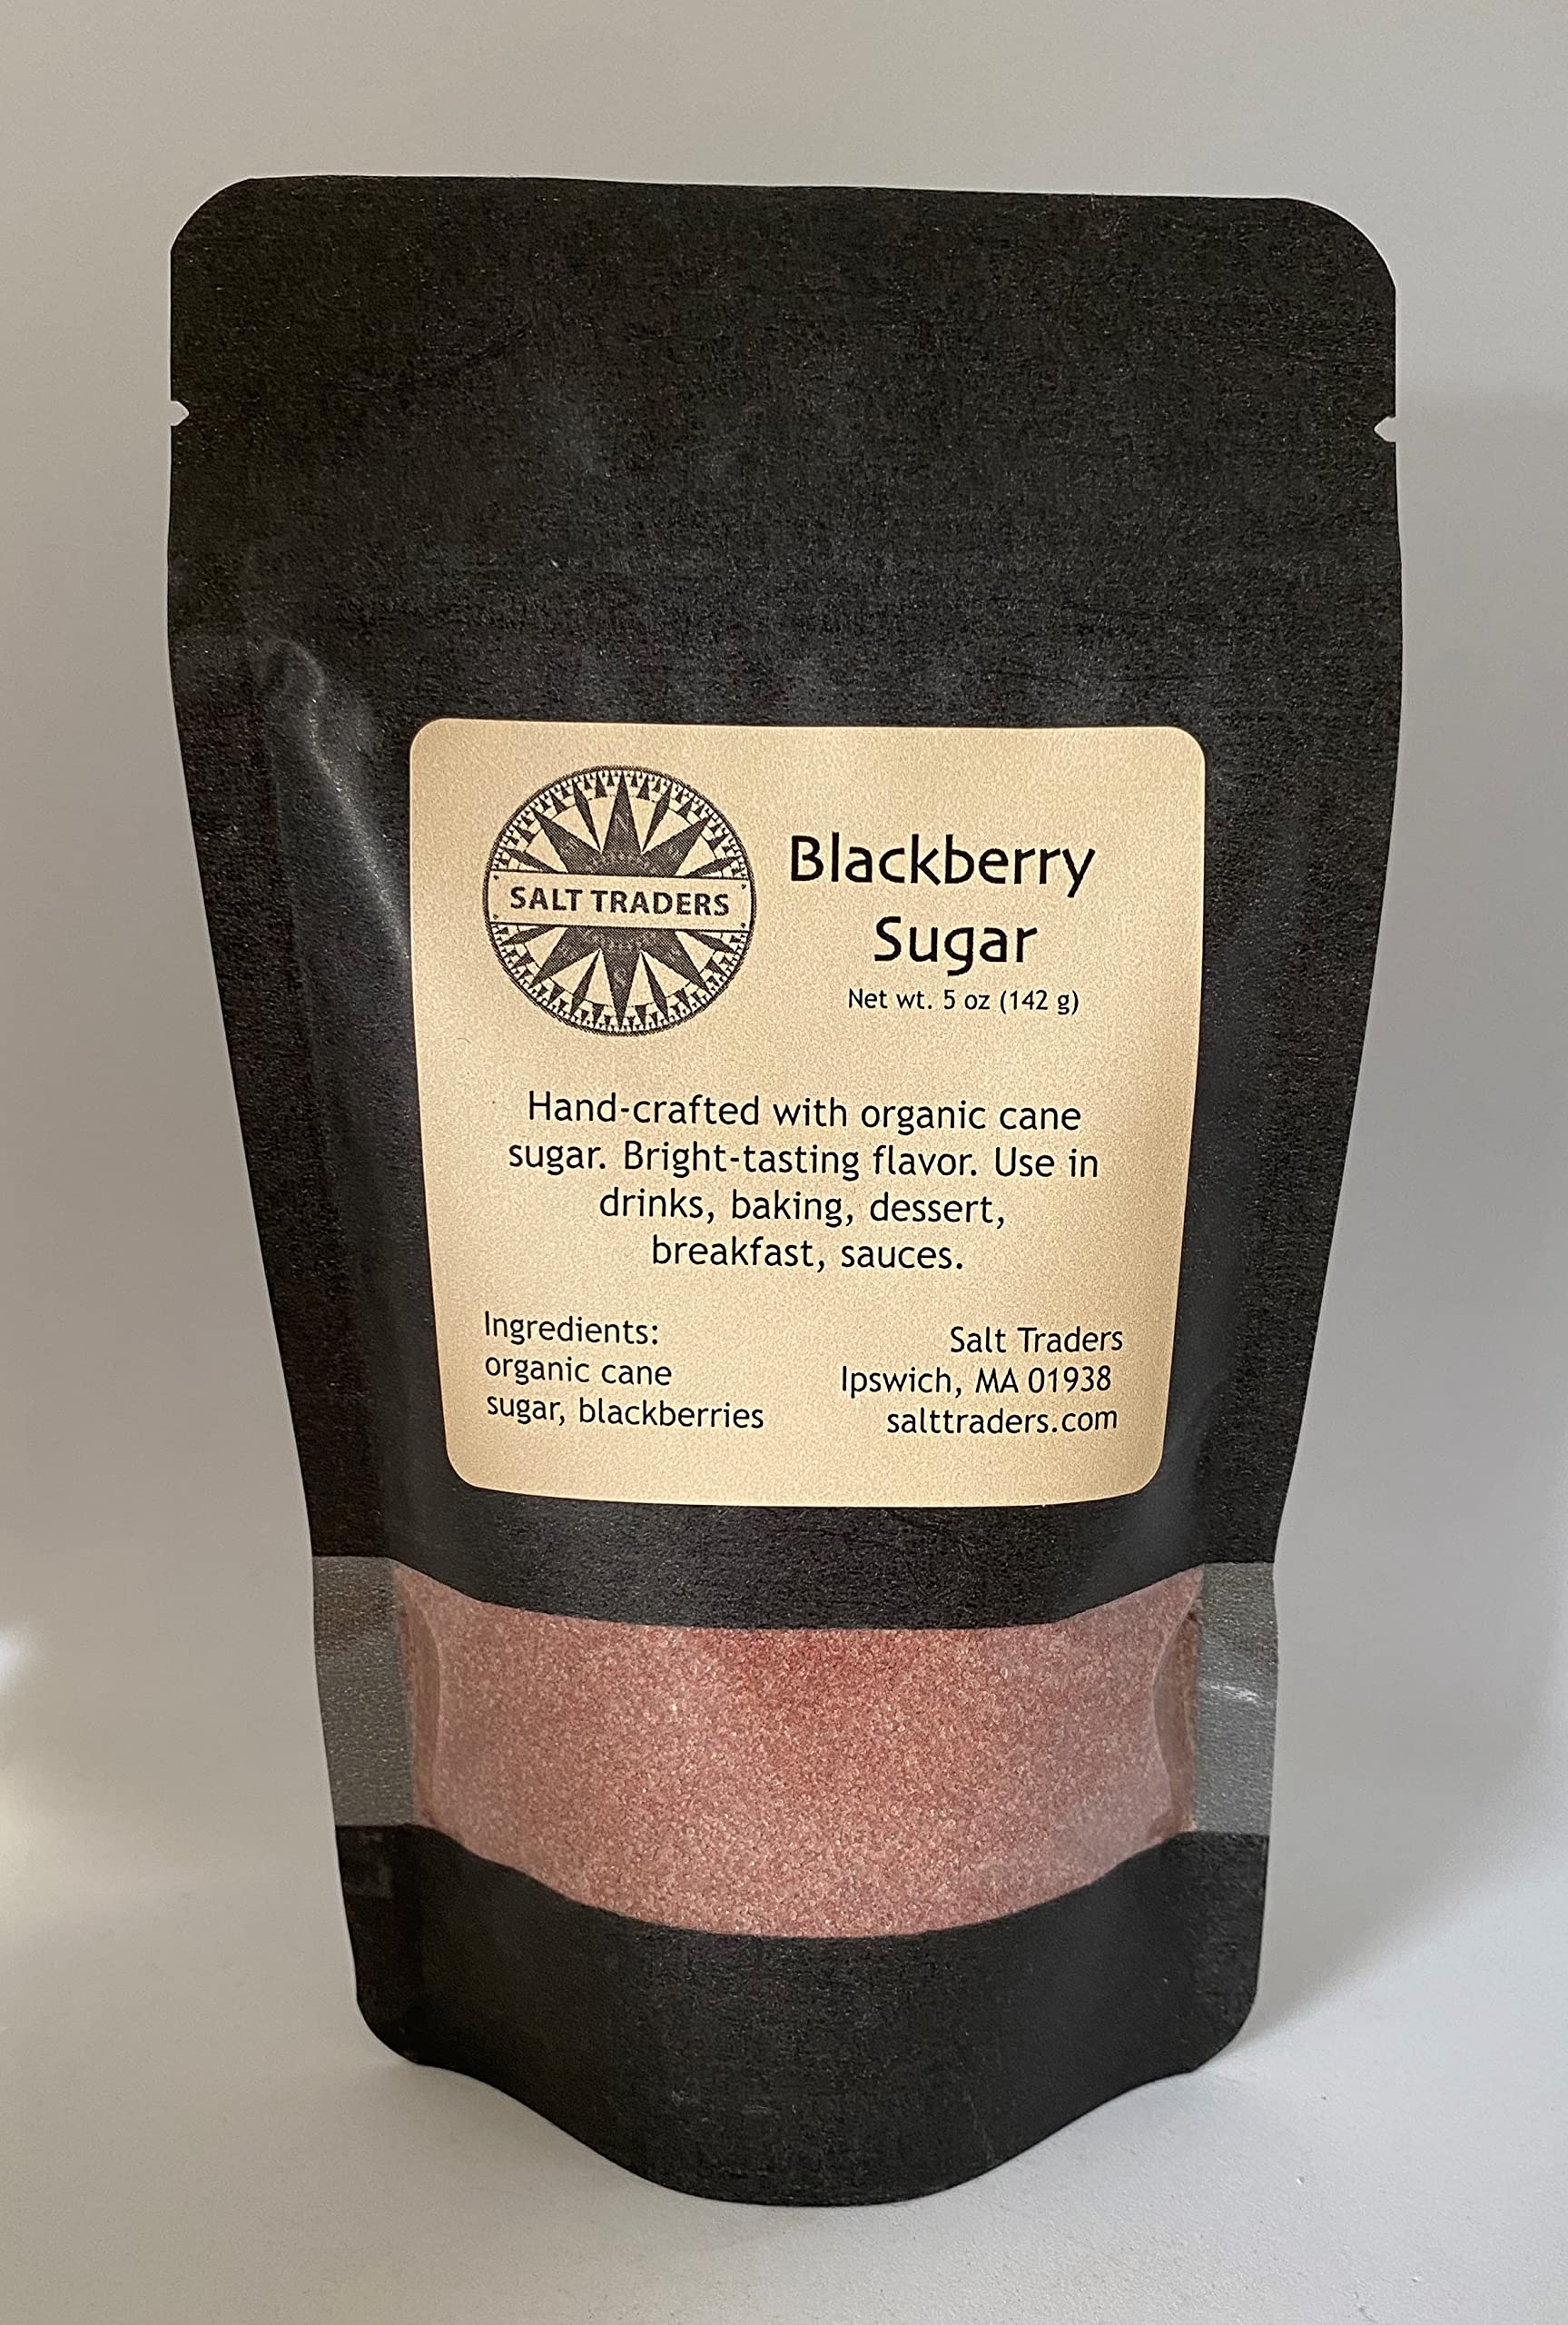 SALT TRADERS
Blackberry
Sugar
Net wt. 5 oz (142 g)
Hand-crafted with organic cane
sugar. Bright-tasting flavor. Use in
drinks, baking, dessert,
breakfast, sauces.
Ingredients:
organic cane
sugar, blackberries
Salt Traders
Ipswich, MA 01938
salttraders.com